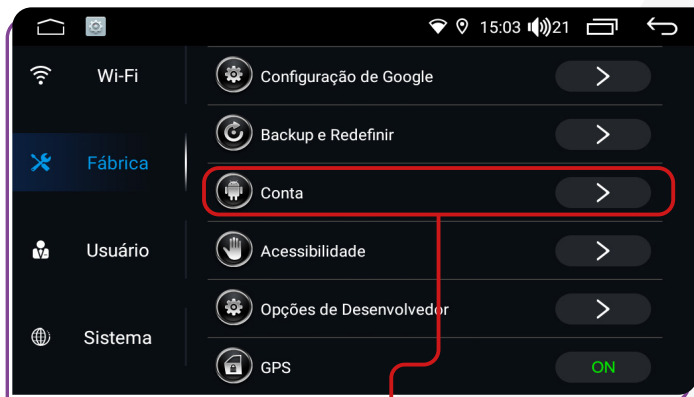 15:03 21
Wi-Fi
Configuração de Google
Backup e Redefinir
Fábrica
Conta
Usuário
Acessibilidade
Opções de Desenvolvedor
Sistema
GPS
ON